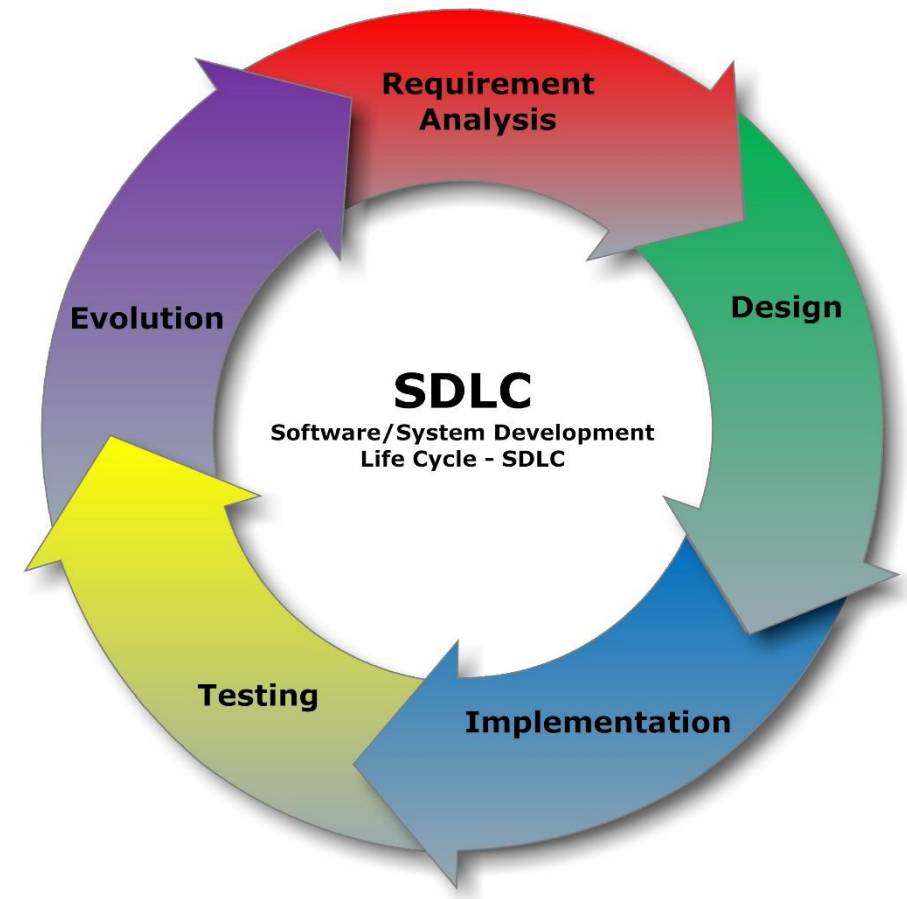 Requirement
Analysis
Design
Evolution
SDLC
Software/System Development
Life Cycle - SDLC
Testing
Implementation